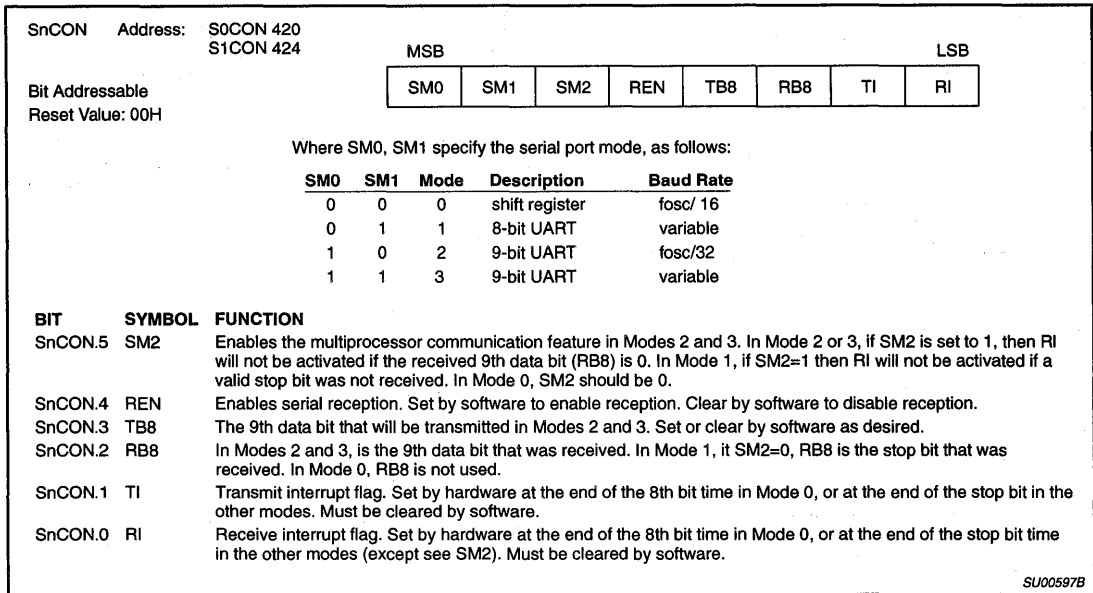 SnCON Address: S0CON 420
S1CON 424
MSB LSB
Bit Addressable
Reset Value: 00H
SM0 SM1 SM2 REN TB8 RB8 TI RI
Where SM0, SM1 specify the serial port mode, as follows:
SM0 SM1 Mode Description Baud Rate
0 0 0 shift register fosc/ 16
0 1 1 8-bit UART variable
1 0 2 9-bit UART fosc/32
1 1 3 9-bit UART variable
BIT SYMBOL FUNCTION
SnCON.5 SM2 Enables the multiprocessor communication feature in Modes 2 and 3. In Mode 2 or 3, if SM2 is set to 1, then RI
will not be activated if the received 9th data bit (RB8) is 0. In Mode 1, if SM2=1 then RI will not be activated if a
valid stop bit was not received. In Mode 0, SM2 should be 0.
SnCON.4 REN Enables serial reception. Set by software to enable reception. Clear by software to disable reception.
SnCON.3 TB8 The 9th data bit that will be transmitted in Modes 2 and 3. Set or clear by software as desired.
SnCON.2 RB8 In Modes 2 and 3, is the 9th data bit that was received. In Mode 1, it SM2=0, RB8 is the stop bit that was
received. In Mode 0, RB8 is not used.
SnCON.1 TI Transmit interrupt flag. Set by hardware at the end of the 8th bit time in Mode 0, or at the end of the stop bit in the
other modes. Must be cleared by software.
SnCON.0 RI Receive interrupt flag. Set by hardware at the end of the 8th bit time in Mode 0, or at the end of the stop bit time
in the other modes (except see SM2). Must be cleared by software.
SU00597B